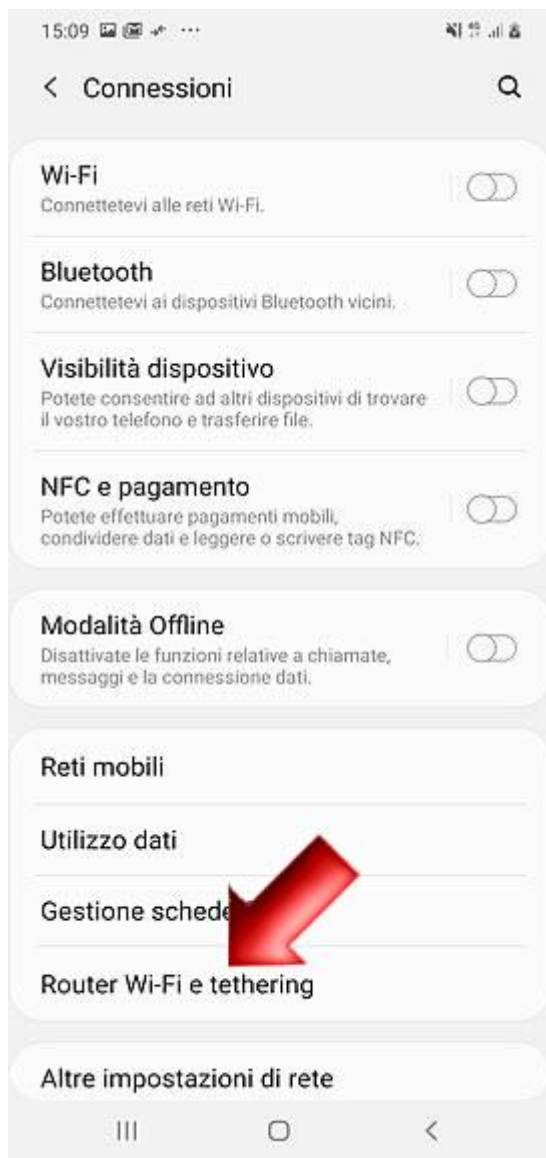 15:09
Connessioni
Wi-Fi
Connettetevi alle reti Wi-Fi.
Bluetooth
Connettetevi ai dispositivi Bluetooth vicini.
Visibilità dispositivo
Potete consentire ad altri dispositivi di trovare
il vostro telefono e trasferire file.
NFC e pagamento
Potete effettuare pagamenti mobili,
condividere dati e leggere o scrivere tag NFC.
Modalità Offline
Disattivate le funzioni relative a chiamate,
messaggi e la connessione dati.
Reti mobili
Utilizzo dati
Gestione schede
Router Wi-Fi e tethering
Altre impostazioni di rete